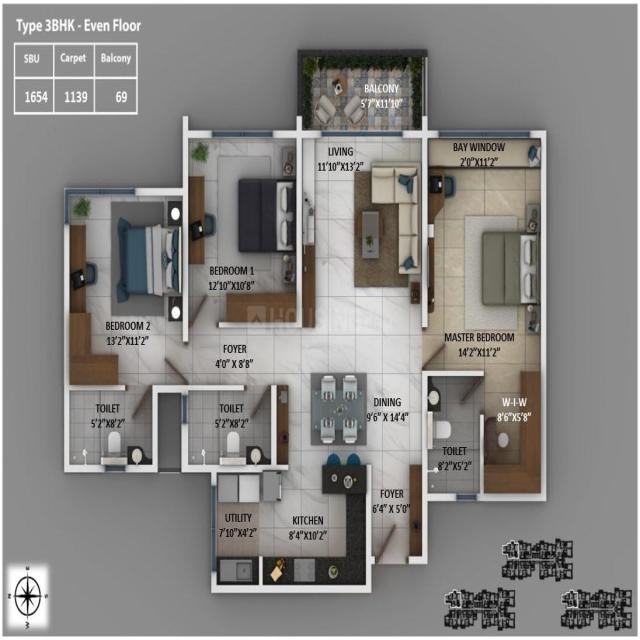 Type 3BHK - Even Floor
SBU Carpet Balcony
1654 1139 69
BALCONY
5'7"X11'10"
LIVING
11'10"X13'2"
BAY WINDOW
2'0"X11'2"
BEDROOM 1
12'10"X10'8"
BEDROOM 2
13'2"X11'2"
MASTER BEDROOM
14'2"X11'2"
FOYER
4'0" X 8'8"
TOILET
5'2"X8'2"
TOILET
5'2"X8'2"
DINING
9'6" X 14'4"
W-I-W
8'6"X5'8"
TOILET
8'2"X5'2"
FOYER
6'4" X 5'0"
UTILITY
7'10"X4'2"
KITCHEN
8'4"X10'2"